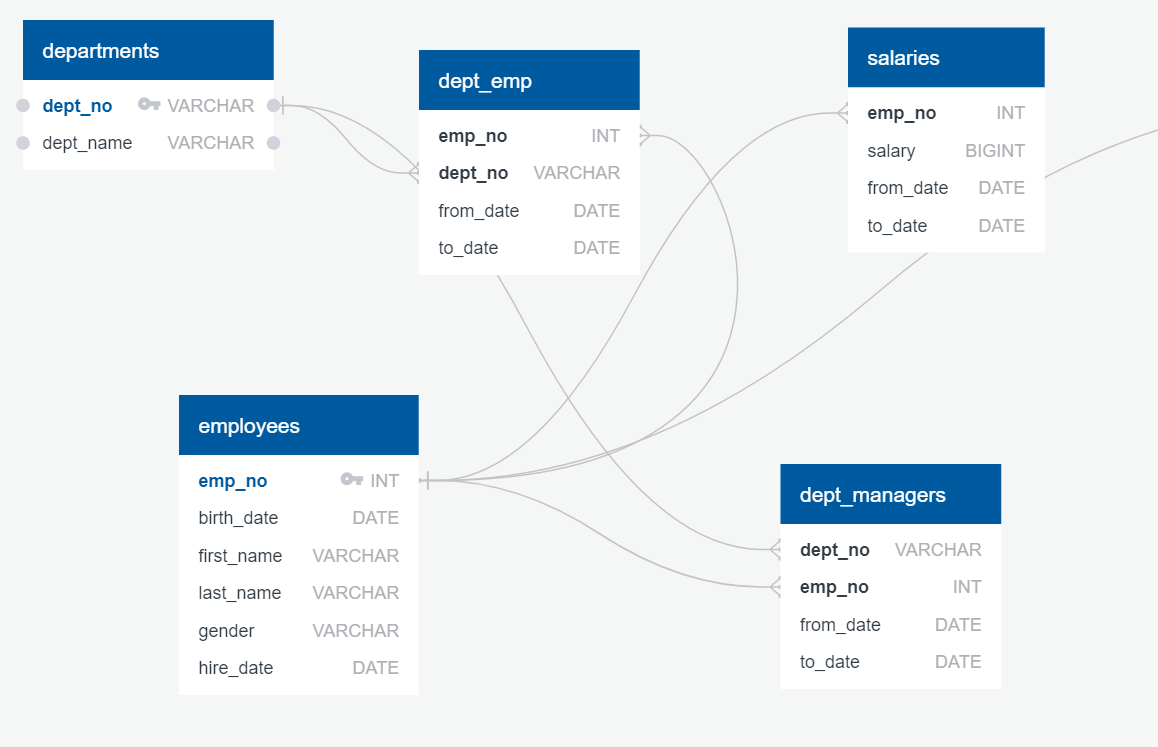 departments
dept_no VARCHAR
dept_name VARCHAR
dept_emp
emp_no INT
dept_no VARCHAR
from_date DATE
to_date DATE
salaries
emp_no INT
salary BIGINT
from_date DATE
to_date DATE
employees
emp_no INT
birth_date DATE
first_name VARCHAR
last_name VARCHAR
gender VARCHAR
hire_date DATE
dept_managers
dept_no VARCHAR
emp_no INT
from_date DATE
to_date DATE